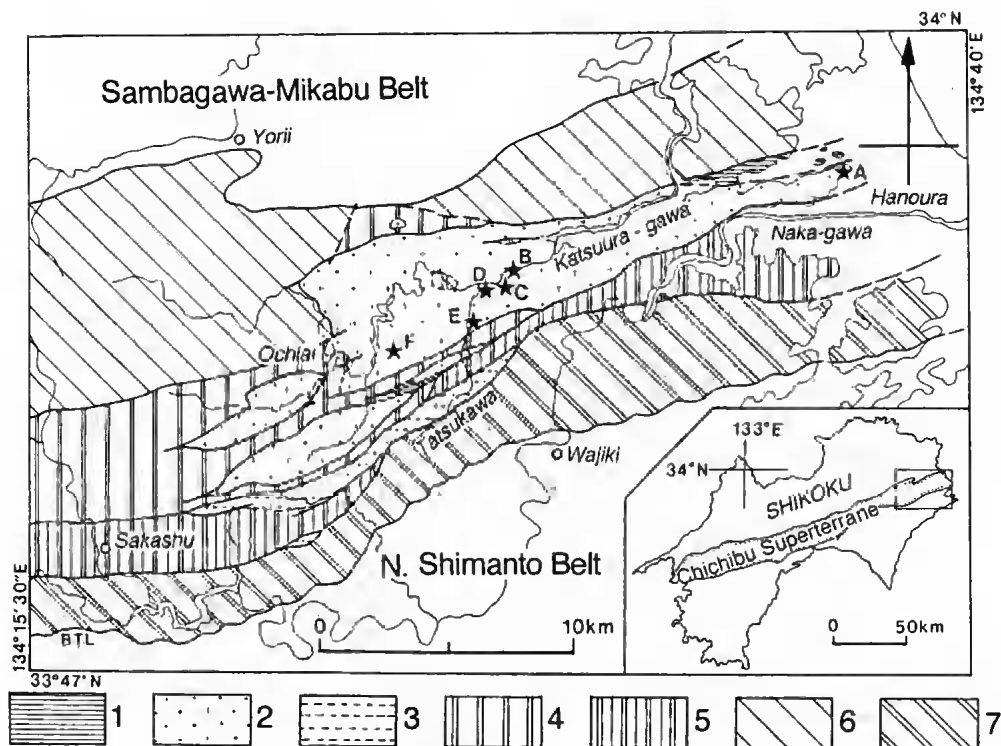 34° N
134° 40' E
Sambagawa-Mikabu Belt
Yorii
A
Hanoura
Katsuura - gawa
Naka-gawa
B
D
C
E
F
Ochiai
Tatsukawa
Wajiki
Sakashu
N. Shimanto Belt
BTL
0 10km
134° 15' 30" E
33° 47' N
133° E
34° N
SHIKOKU
Chichibu Superterrane
0 50km
1 2 3 4 5 6 7